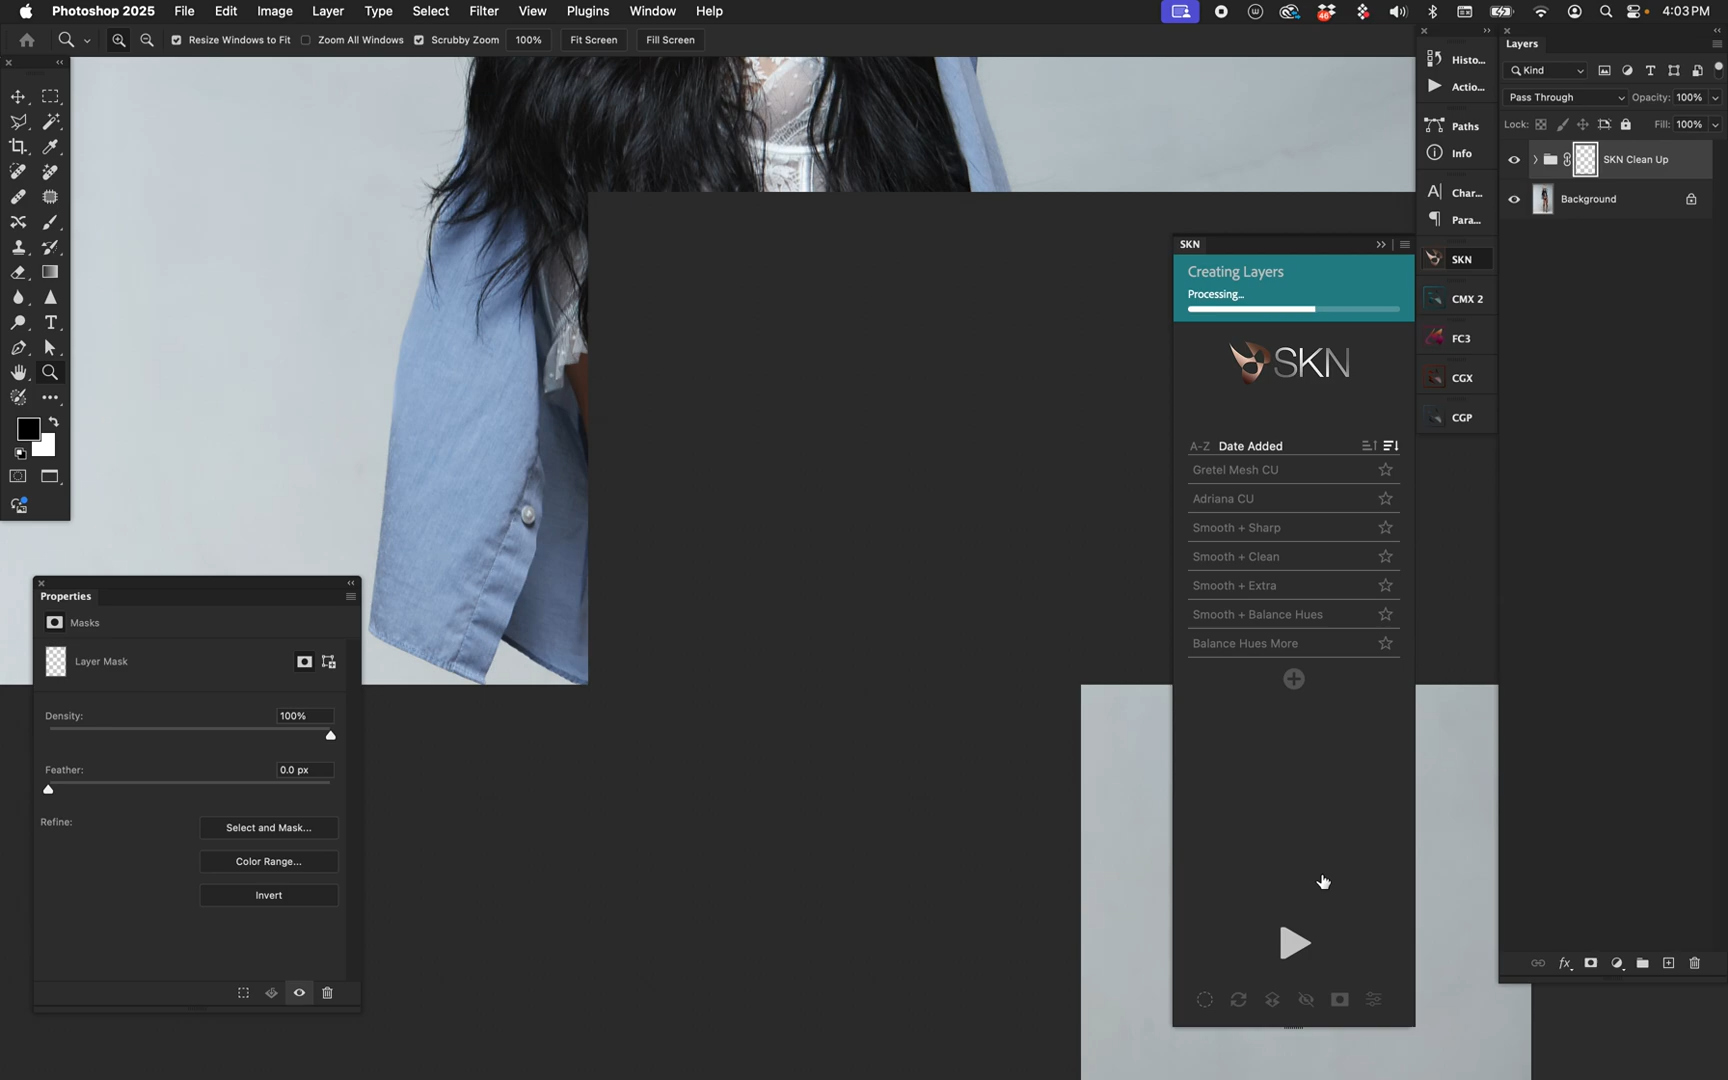 Photoshop 2025 File Edit Image Layer Type Select Filter View Plugins Window Help 46 4:03 PM
Resize Windows to Fit Zoom All Windows Scrubby Zoom 100% Fit Screen Fill Screen
Layers
Kind
Pass Through Opacity: 100%
Lock: Fill: 100%
SKN Clean Up
Background
Histo...
Actio...
Paths
Info
Char...
Para...
SKN
CMX 2
FC3
CGX
CGP
SKN
Creating Layers
Processing...
SKN
A-Z Date Added
Gretel Mesh CU
Adriana CU
Smooth + Sharp
Smooth + Clean
Smooth + Extra
Smooth + Balance Hues
Balance Hues More
Properties
Masks
Layer Mask
Density: 100%
Feather: 0.0 px
Refine: Select and Mask...
Color Range...
Invert